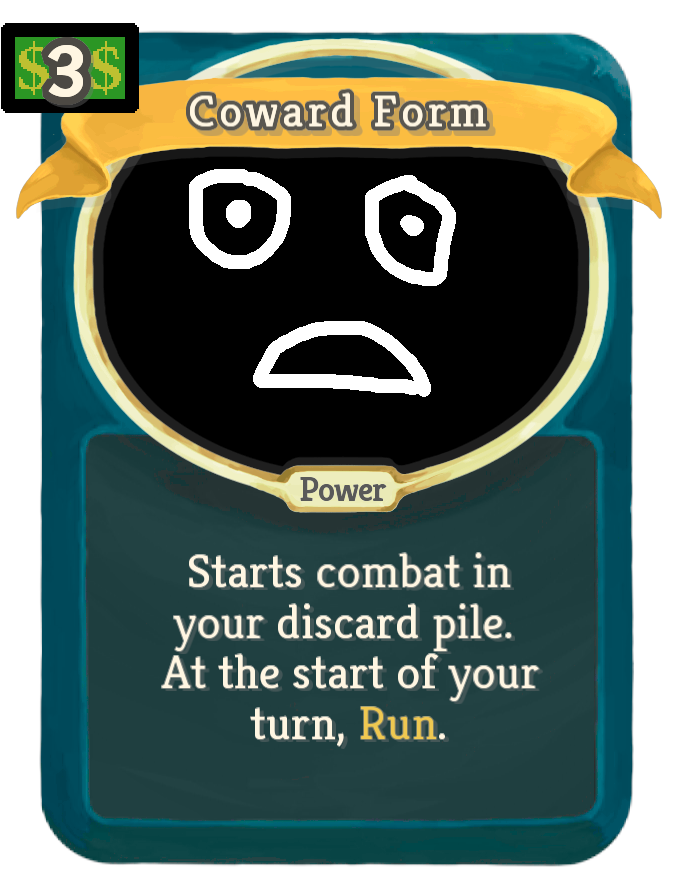 $3$
Coward Form
Power
Starts combat in
your discard pile.
At the start of your
turn, Run.